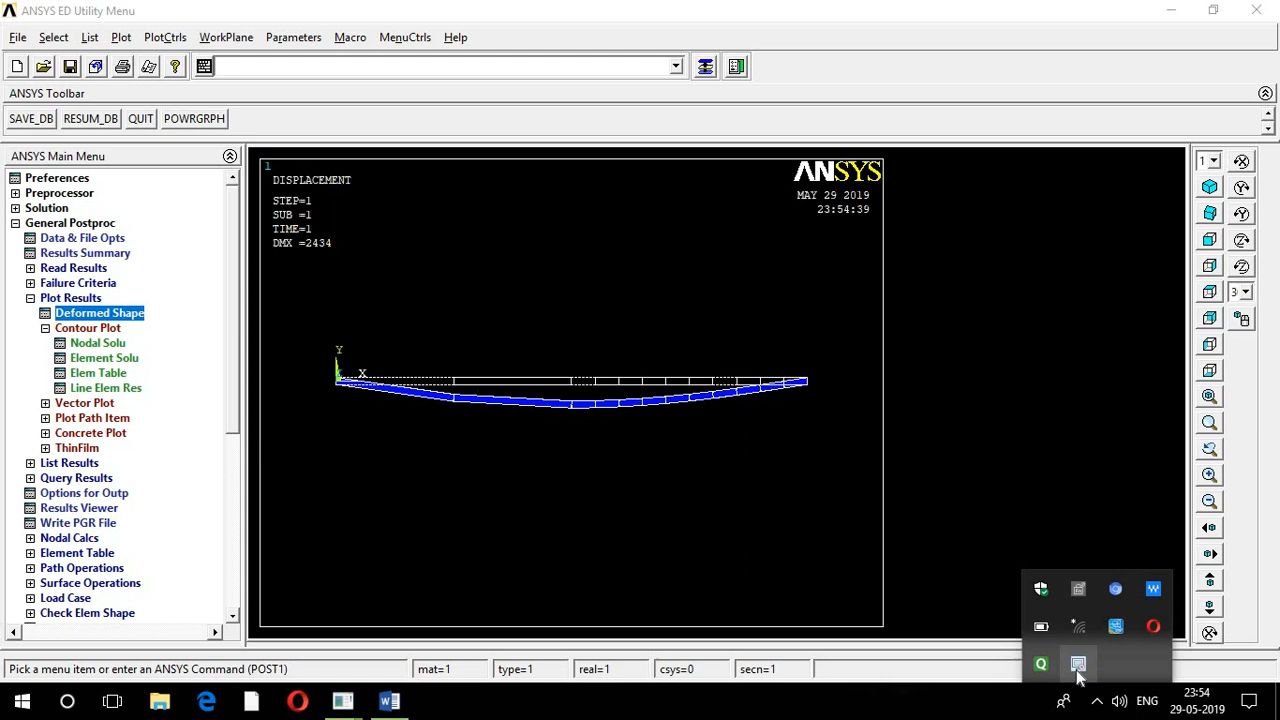 ANSYS ED Utility Menu
File Select List Plot PlotCtrls WorkPlane Parameters Macro MenuCtrls Help
ANSYS Toolbar
SAVE_DB RESUM_DB QUIT POWRGRPH
ANSYS Main Menu
Preferences
Preprocessor
Solution
General Postproc
Data & File Opts
Results Summary
Read Results
Failure Criteria
Plot Results
Deformed Shape
Contour Plot
Nodal Solu
Element Solu
Elem Table
Line Elem Res
Vector Plot
Plot Path Item
Concrete Plot
ThinFilm
List Results
Query Results
Options for Outp
Results Viewer
Write PGR File
Nodal Calcs
Element Table
Path Operations
Surface Operations
Load Case
Check Elem Shape
1
DISPLACEMENT
STEP=1
SUB =1
TIME=1
DMX =2434
ANSYS
MAY 29 2019
23:54:39
Y
X
1
3
Pick a menu item or enter an ANSYS Command (POST1) mat=1 type=1 real=1 csys=0 secn=1
ENG
23:54
29-05-2019